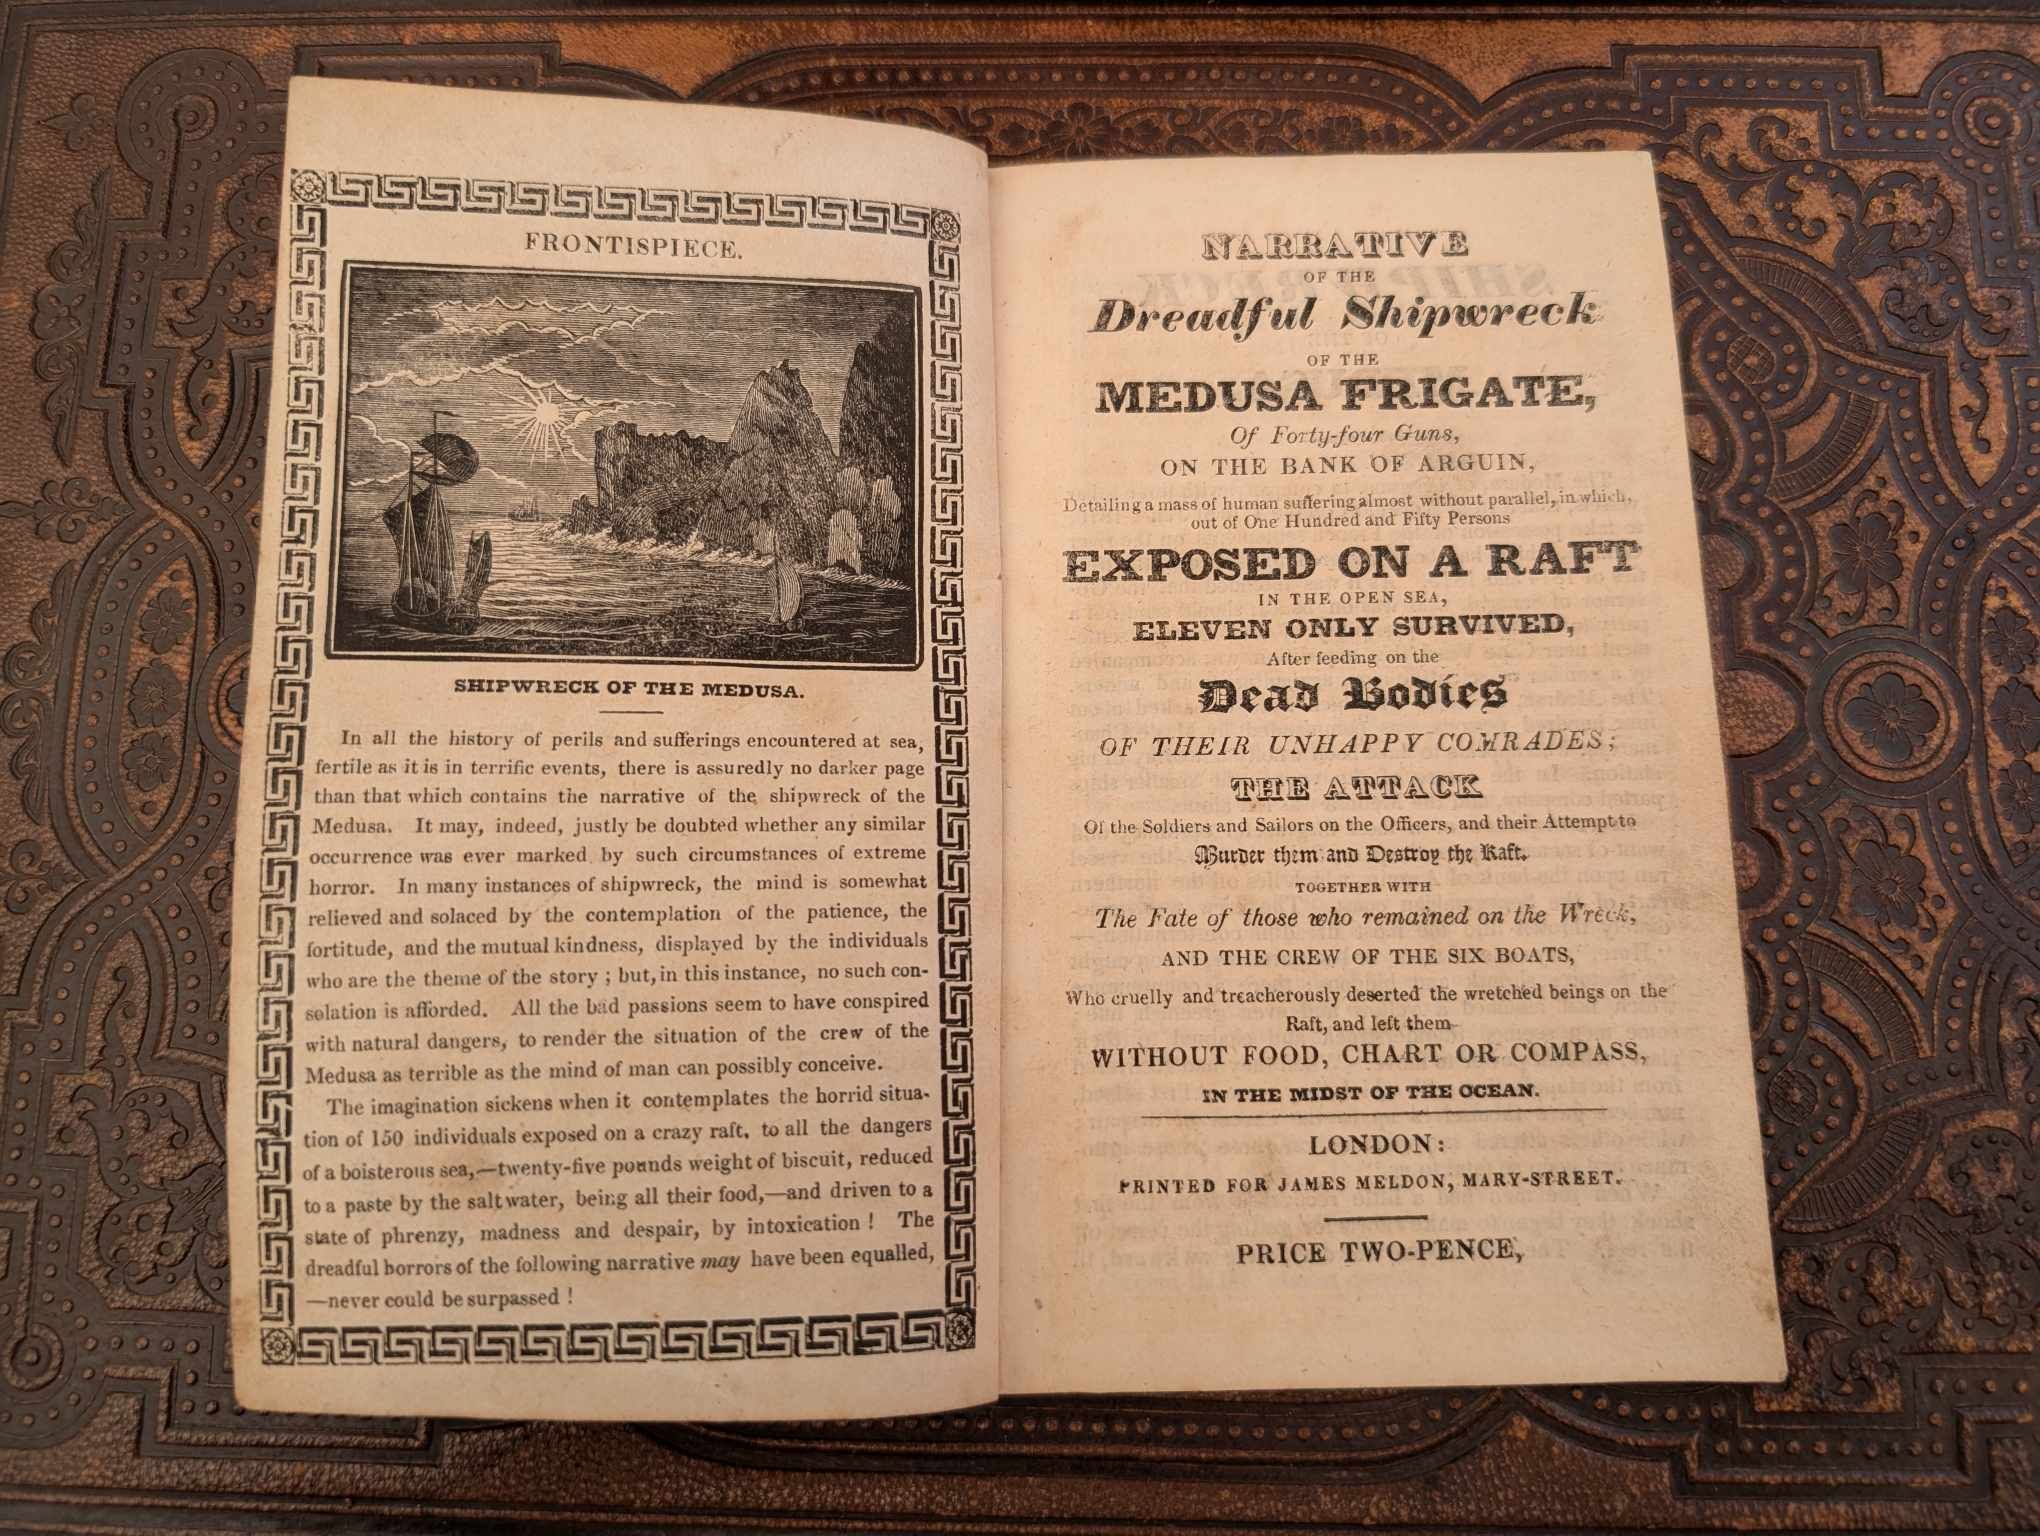 FRONTISPIECE.
SHIPWRECK OF THE MEDUSA.
In all the history of perils and sufferings encountered at sea,
fertile as it is in terrific events, there is assuredly no darker page
than that which contains the narrative of the shipwreck of the
Medusa. It may, indeed, justly be doubted whether any similar
occurrence was ever marked by such circumstances of extreme
horror. In many instances of shipwreck, the mind is somewhat
relieved and solaced by the contemplation of the patience, the
fortitude, and the mutual kindness, displayed by the individuals
who are the theme of the story; but, in this instance, no such con-
solation is afforded. All the bad passions seem to have conspired
with natural dangers, to render the situation of the crew of the
Medusa as terrible as the mind of man can possibly conceive.
The imagination sickens when it contemplates the horrid situa-
tion of 150 individuals exposed on a crazy raft, to all the dangers
of a boisterous sea,—twenty-five pounds weight of biscuit, reduced
to a paste by the salt water, being all their food,—and driven to a
state of phrenzy, madness and despair, by intoxication! The
dreadful horrors of the following narrative may have been equalled,
—never could be surpassed!
NARRATIVE
OF THE
Dreadful Shipwreck
OF THE
MEDUSA FRIGATE,
Of Forty-four Guns,
ON THE BANK OF ARGUIN,
Detailing a mass of human suffering almost without parallel, in which,
out of One Hundred and Fifty Persons
EXPOSED ON A RAFT
IN THE OPEN SEA,
ELEVEN ONLY SURVIVED,
After feeding on the
Dead Bodies
OF THEIR UNHAPPY COMRADES;
THE ATTACK
Of the Soldiers and Sailors on the Officers, and their Attempt to
Murder them and Destroy the Raft.
TOGETHER WITH
The Fate of those who remained on the Wreck,
AND THE CREW OF THE SIX BOATS,
Who cruelly and treacherously deserted the wretched beings on the
Raft, and left them
WITHOUT FOOD, CHART OR COMPASS,
IN THE MIDST OF THE OCEAN.
LONDON:
PRINTED FOR JAMES MELDON, MARY-STREET.
PRICE TWO-PENCE,